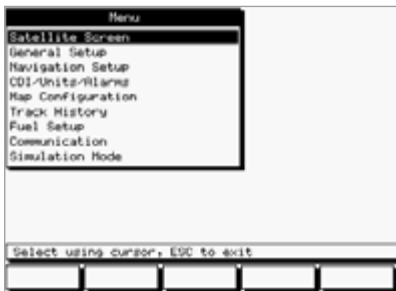 Menu
Satellite Screen
General Setup
Navigation Setup
CDI/Units/Alarms
Map Configuration
Track History
Fuel Setup
Communication
Simulation Mode
Select using cursor, ESC to exit